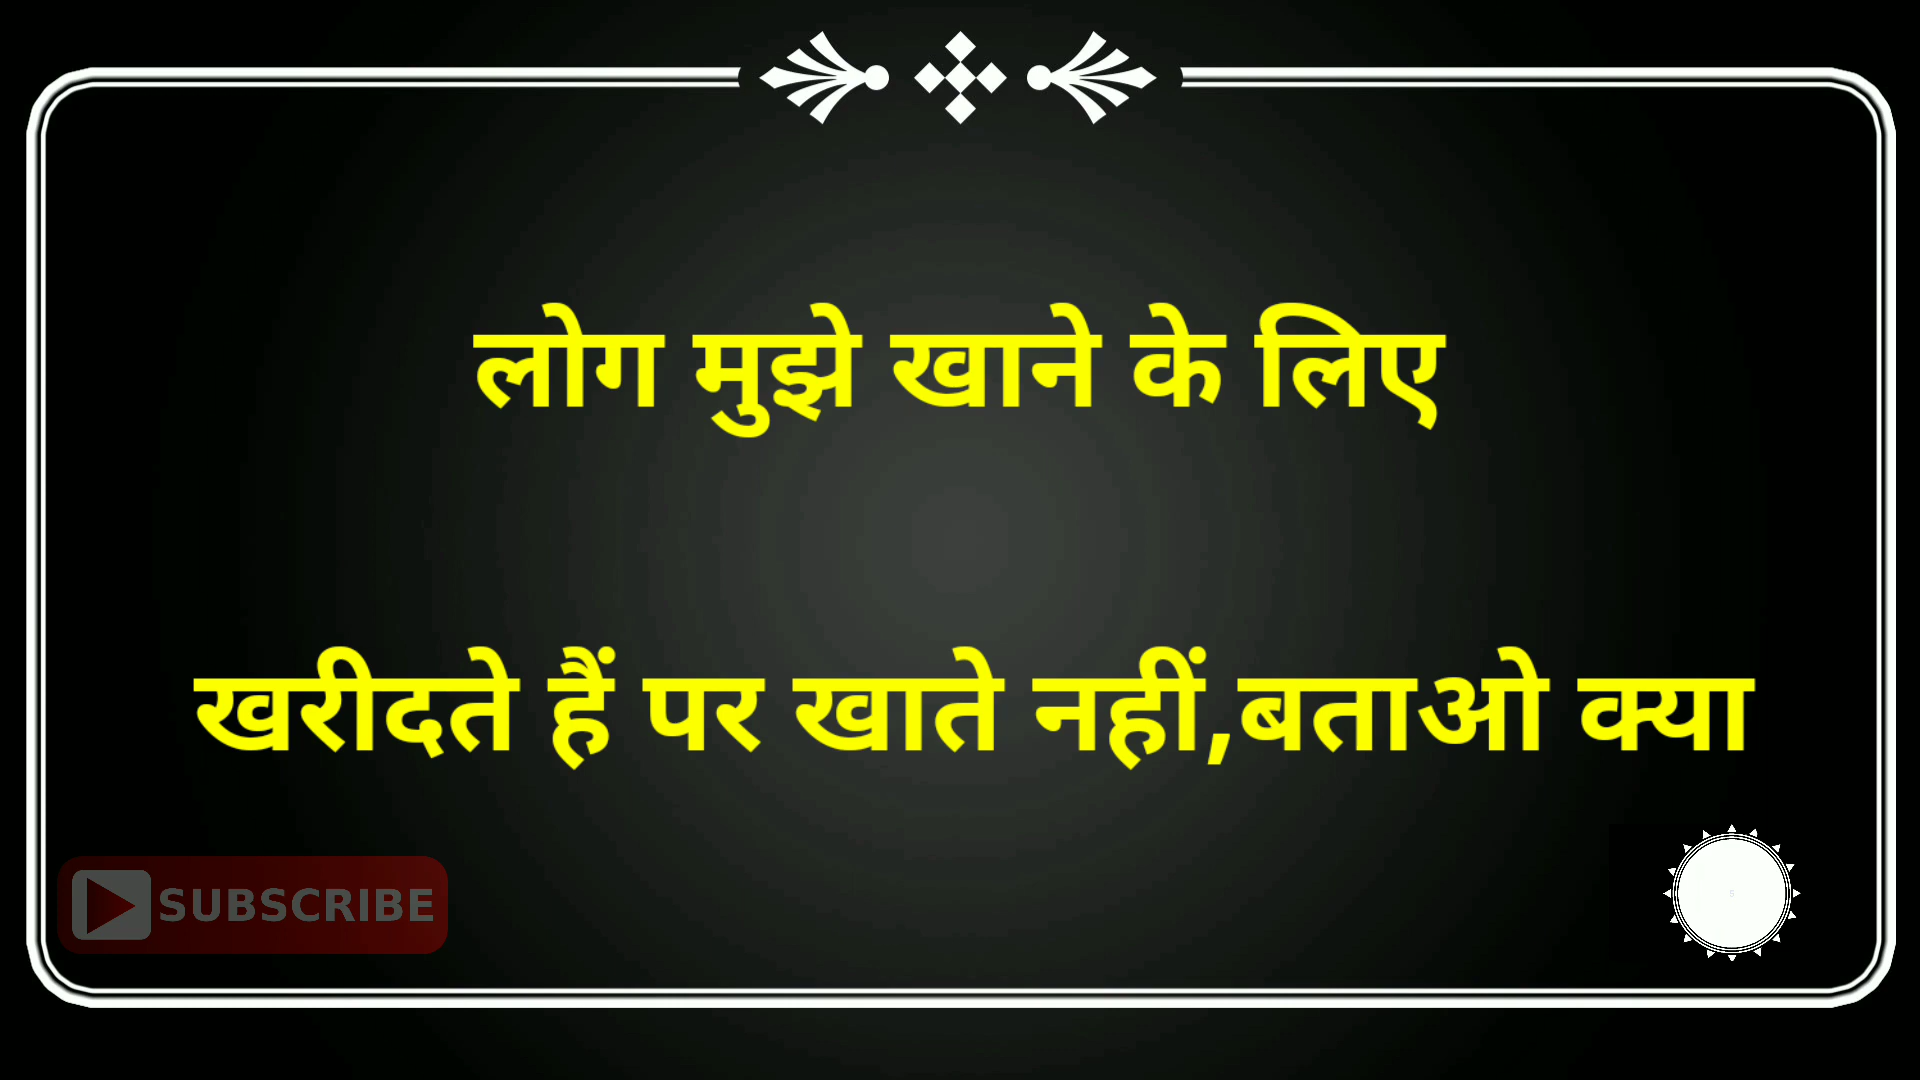 लोग मुझे खाने के लिए
खरीदते हैं पर खाते नहीं,बताओ क्या
SUBSCRIBE